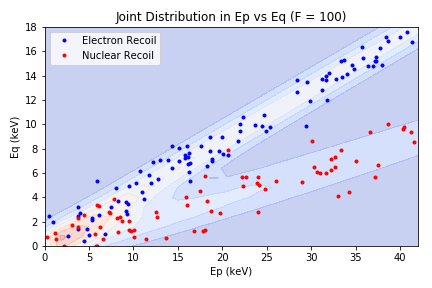 Joint Distribution in Ep vs Eq (F = 100)
Electron Recoil
Nuclear Recoil
Eq (keV)
18
16
14
12
10
8
6
4
2
0
0 5 10 15 20 25 30 35 40
Ep (keV)